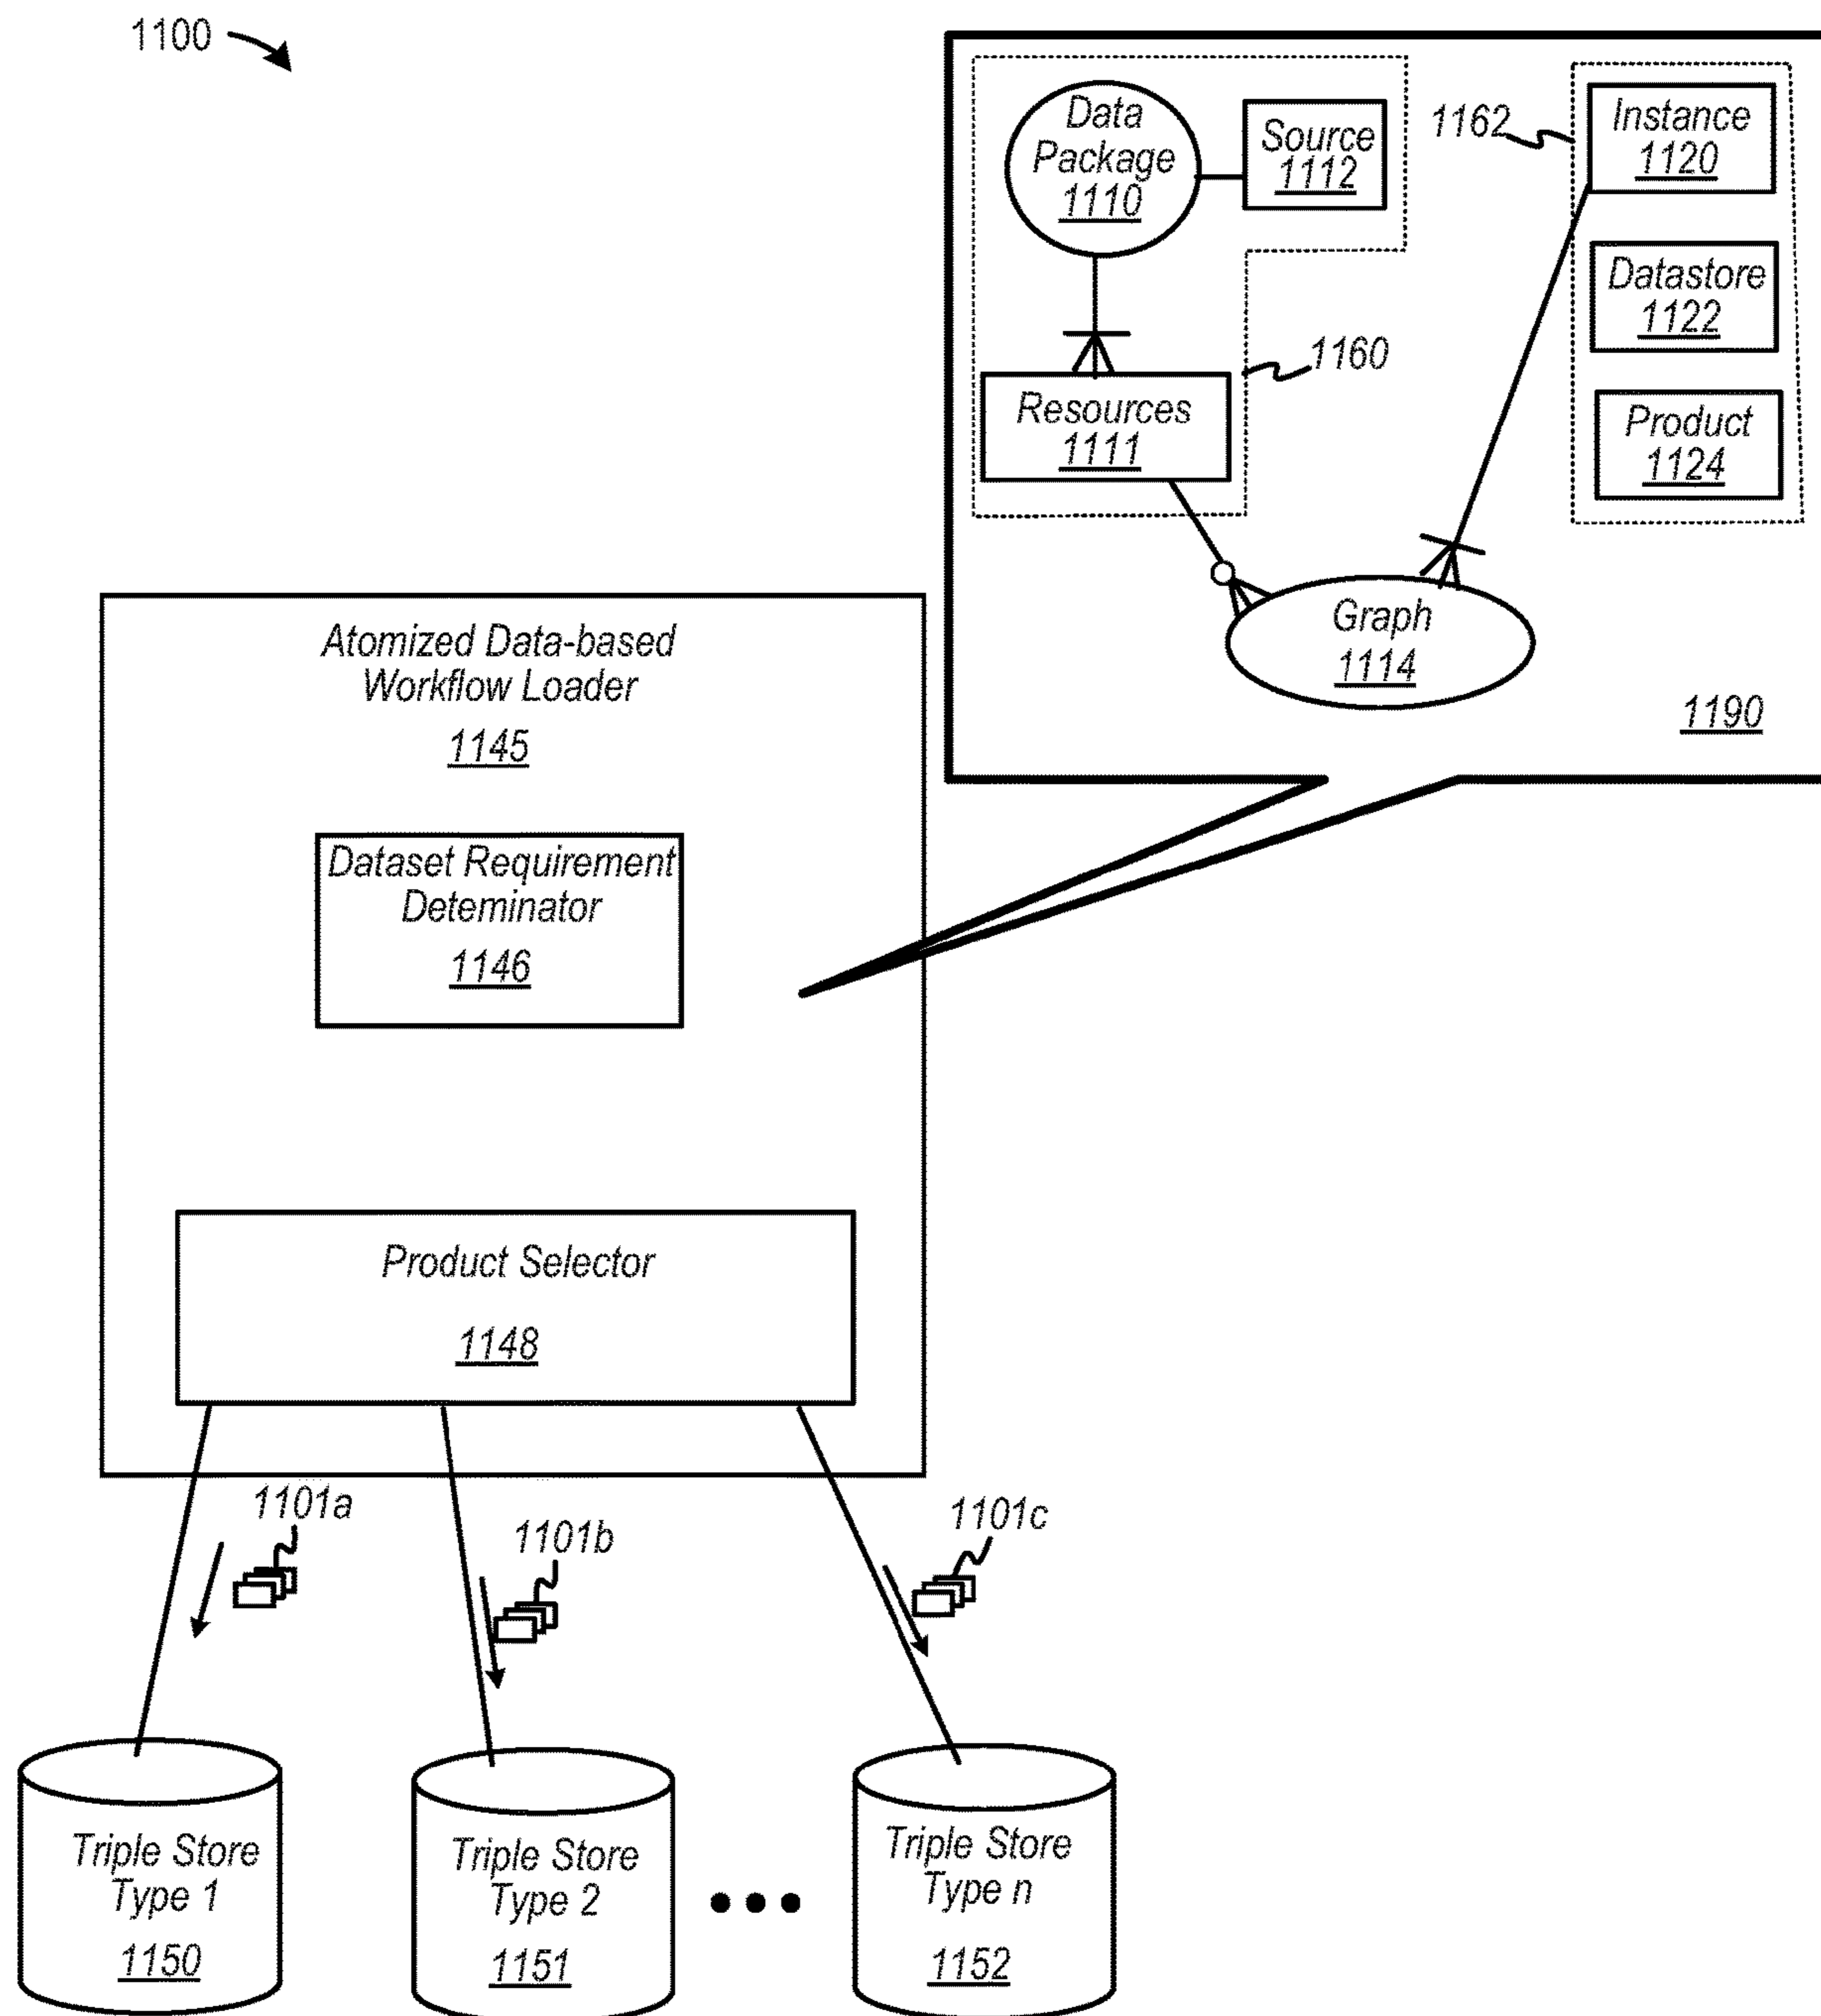 1100
Data
Package
1110
Source
1112
1162
Instance
1120
Datastore
1122
Product
1124
1160
Resources
1111
Graph
1114
1190
Atomized Data-based
Workflow Loader
1145
Dataset Requirement
Deteminator
1146
Product Selector
1148
1101a
1101b
1101c
Triple Store
Type 1
1150
Triple Store
Type 2
1151
Triple Store
Type n
1152